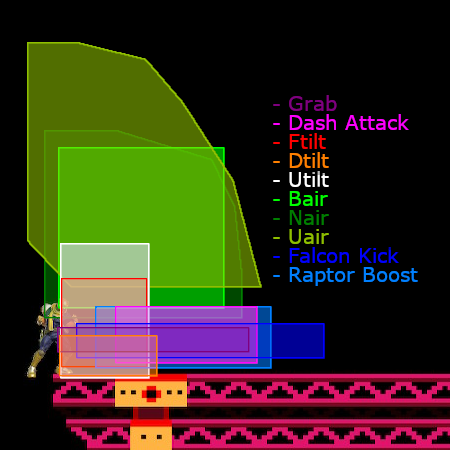 - Grab
- Dash Attack
- Ftilt
- Dtilt
- Utilt
- Bair
- Nair
- Uair
- Falcon Kick
- Raptor Boost